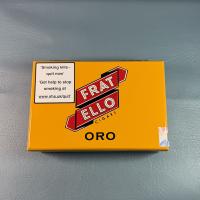 'Smoking kills -
quit now'
'Get help to stop
smoking at
www.nhs.uk/quit'
FRAT
ELLO
CIGARS
ORO